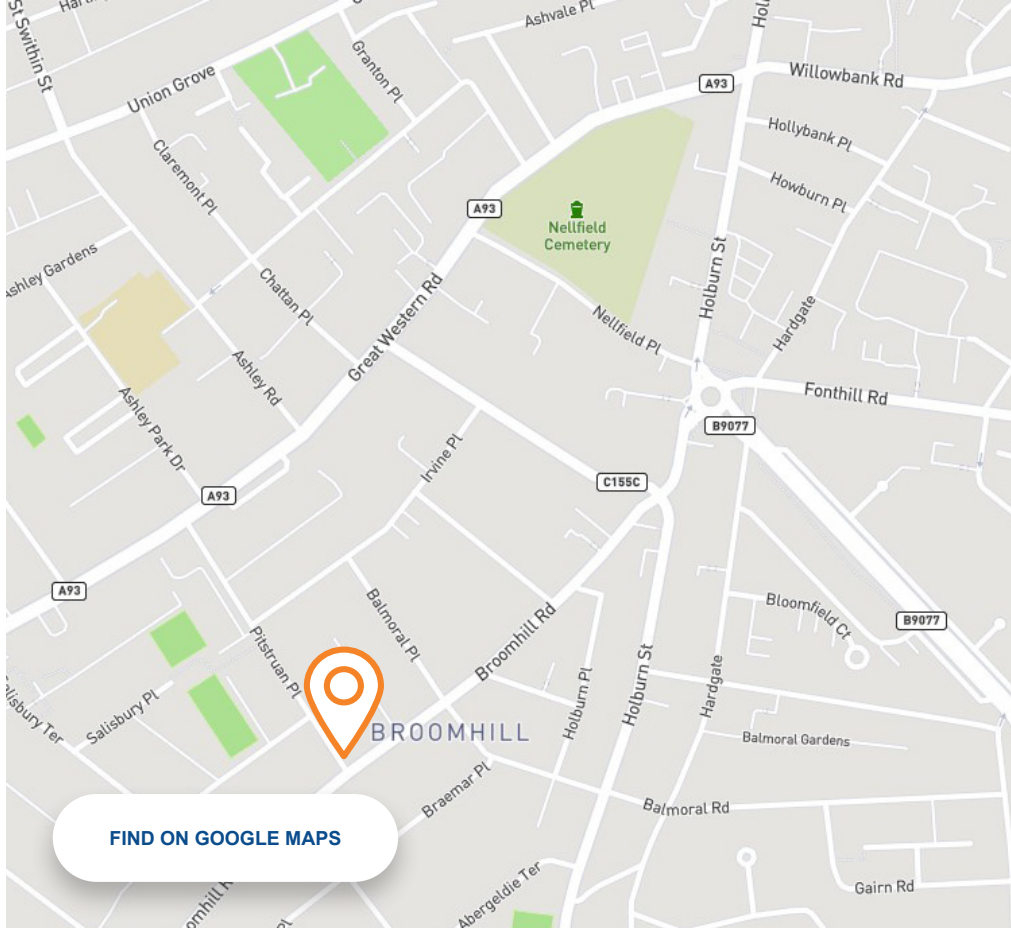 St Swithin St
Ashvale Pl
Granton Pl
Union Grove
A93
Willowbank Rd
Hollybank Pl
Claremont Pl
Howburn Pl
A93
Nellfield
Cemetery
Ashley Gardens
Chattan Pl
Holburn St
Great Western Rd
Nellfield Pl
Hardgate
Ashley Rd
Ashley Park Dr
Fonthill Rd
B9077
Irvine Pl
C155C
A93
A93
Balmoral Pl
Bloomfield Ct
B9077
Broomhill Rd
Pitstruan Pl
Salisbury Pl
Holburn Pl
Holburn St
Hardgate
BROOMHILL
Balmoral Gardens
Braemar Pl
Balmoral Rd
FIND ON GOOGLE MAPS
Abergeldie Ter
Gairn Rd